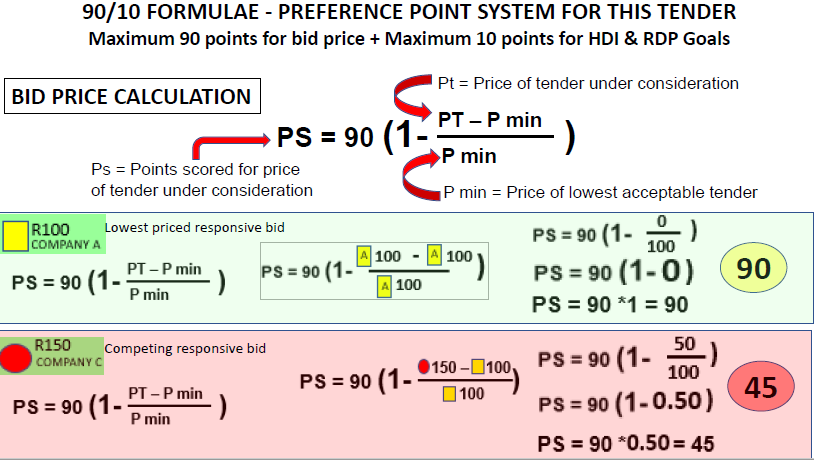 90/10 FORMULAE - PREFERENCE POINT SYSTEM FOR THIS TENDER
Maximum 90 points for bid price + Maximum 10 points for HDI & RDP Goals
Pt = Price of tender under consideration
BID PRICE CALCULATION
PS = 90 (1- PT – P min / P min )
Ps = Points scored for price
of tender under consideration
P min = Price of lowest acceptable tender
R100
COMPANY A
Lowest priced responsive bid
PS = 90 (1- PT – P min / P min )
PS = 90 (1- A 100 - A 100 / A 100 )
PS = 90 (1- 0 / 100 )
PS = 90 (1- 0 )
PS = 90 *1 = 90
90
R150
COMPANY C
Competing responsive bid
PS = 90 (1- PT – P min / P min )
PS = 90 (1- 150 – 100 / 100 )
PS = 90 (1- 50 / 100 )
PS = 90 (1- 0.50 )
PS = 90 *0.50 = 45
45